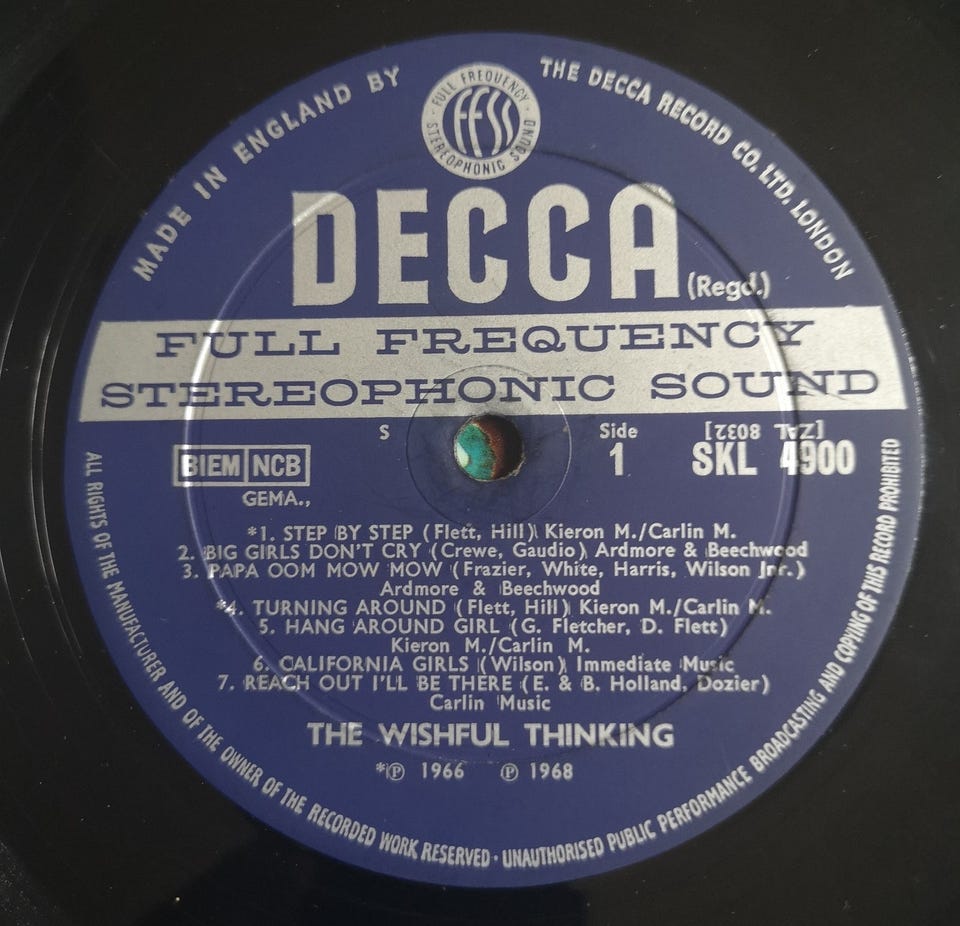 MADE IN ENGLAND BY
THE DECCA RECORD CO. LTD. LONDON
· FULL FREQUENCY ·
FFSS
STEREOPHONIC SOUND
DECCA (Regd.)
FULL FREQUENCY
STEREOPHONIC SOUND
S
Side
1
[ZAL 8032]
SKL 4900
BIEM NCB
GEMA.,
*1. STEP BY STEP (Flett, Hill) Kieron M./Carlin M.
2. BIG GIRLS DON'T CRY (Crewe, Gaudio) Ardmore & Beechwood
3. PAPA OOM MOW MOW (Frazier, White, Harris, Wilson Jnr.)
Ardmore & Beechwood
*4. TURNING AROUND (Flett, Hill) Kieron M./Carlin M.
5. HANG AROUND GIRL (G. Fletcher, D. Flett)
Kieron M./Carlin M.
6. CALIFORNIA GIRLS (Wilson) Immediate Music
7. REACH OUT I'LL BE THERE (E. & B. Holland, Dozier)
Carlin Music
THE WISHFUL THINKING
*℗ 1966 ℗ 1968
ALL RIGHTS OF THE MANUFACTURER AND OF THE OWNER OF THE RECORDED WORK RESERVED · UNAUTHORISED PUBLIC PERFORMANCE BROADCASTING AND COPYING OF THIS RECORD PROHIBITED